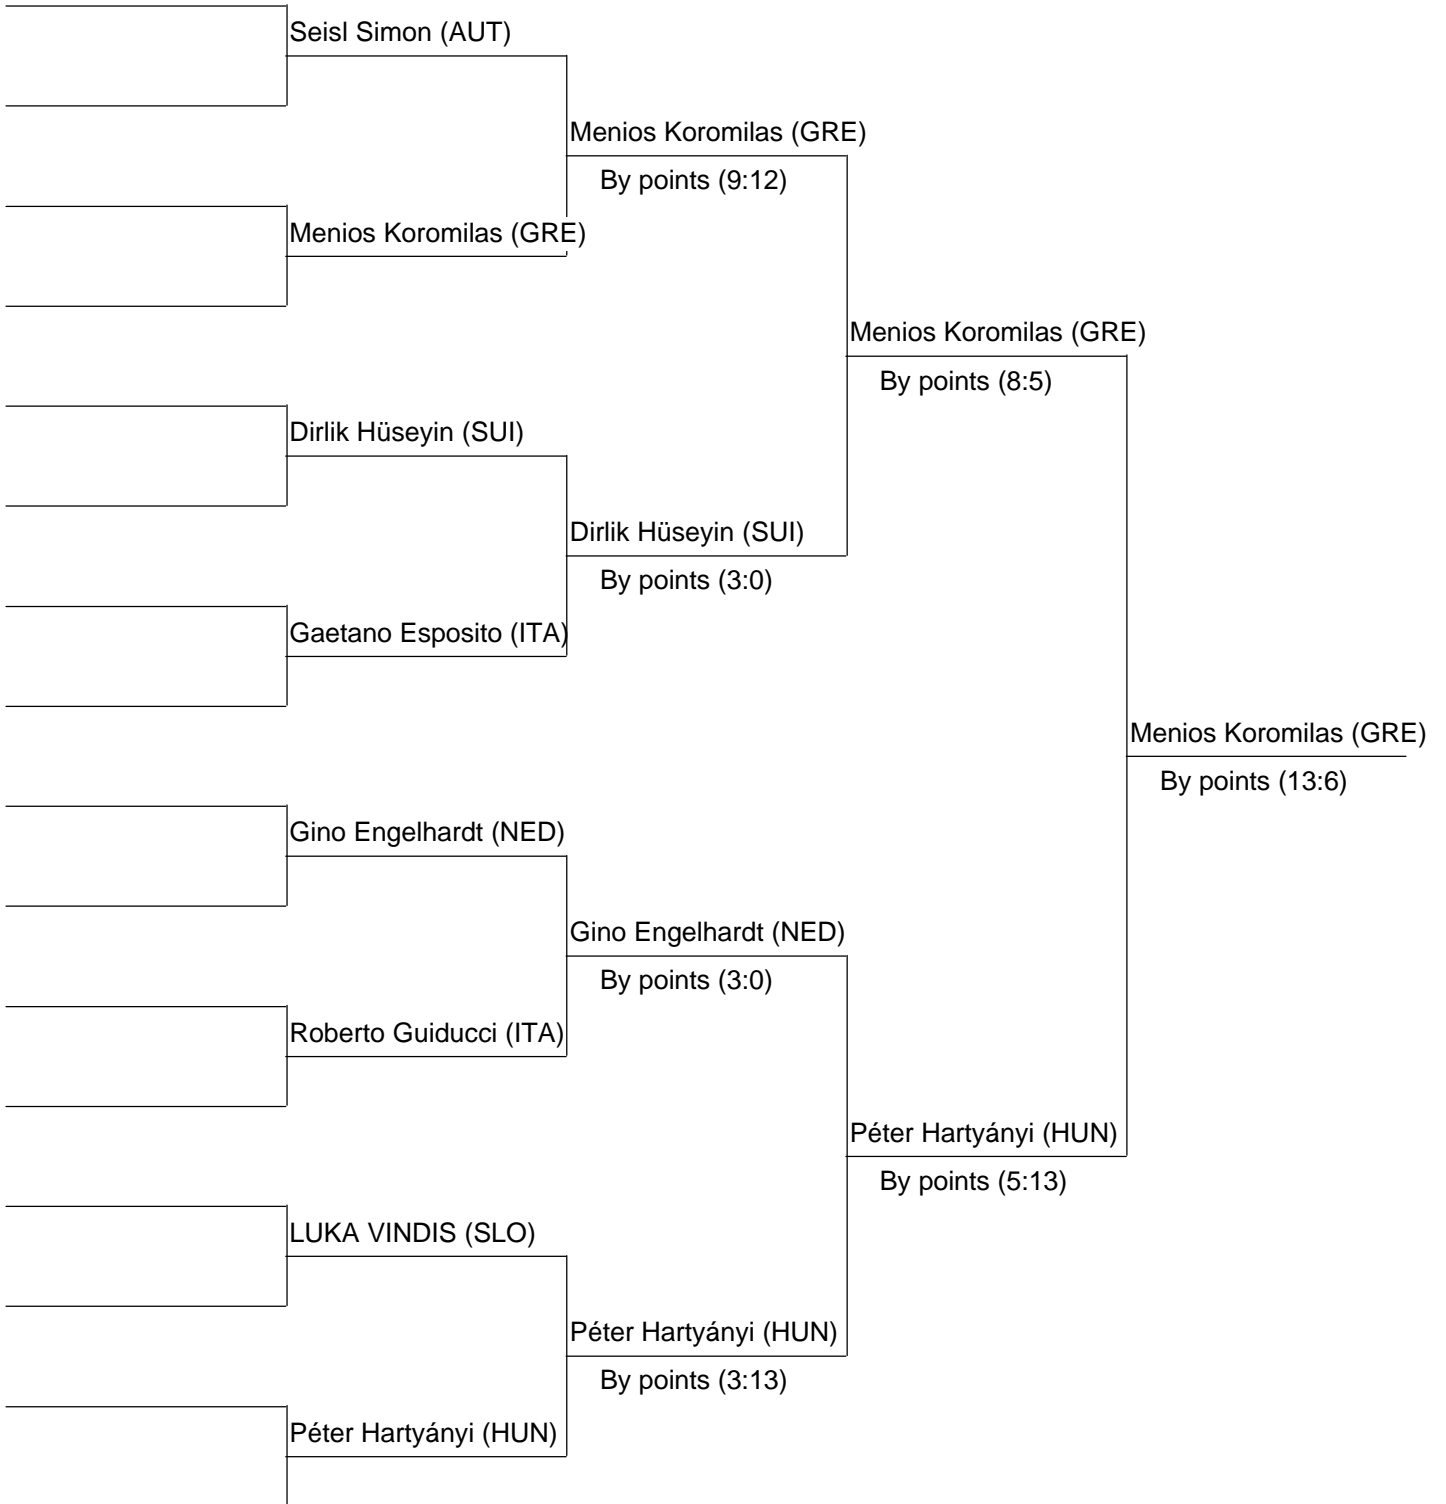 Seisl Simon (AUT)
Menios Koromilas (GRE)
By points (9:12)
Menios Koromilas (GRE)
Menios Koromilas (GRE)
By points (8:5)
Dirlik Hüseyin (SUI)
Dirlik Hüseyin (SUI)
By points (3:0)
Gaetano Esposito (ITA)
Menios Koromilas (GRE)
By points (13:6)
Gino Engelhardt (NED)
Gino Engelhardt (NED)
By points (3:0)
Roberto Guiducci (ITA)
Péter Hartyányi (HUN)
By points (5:13)
LUKA VINDIS (SLO)
Péter Hartyányi (HUN)
By points (3:13)
Péter Hartyányi (HUN)